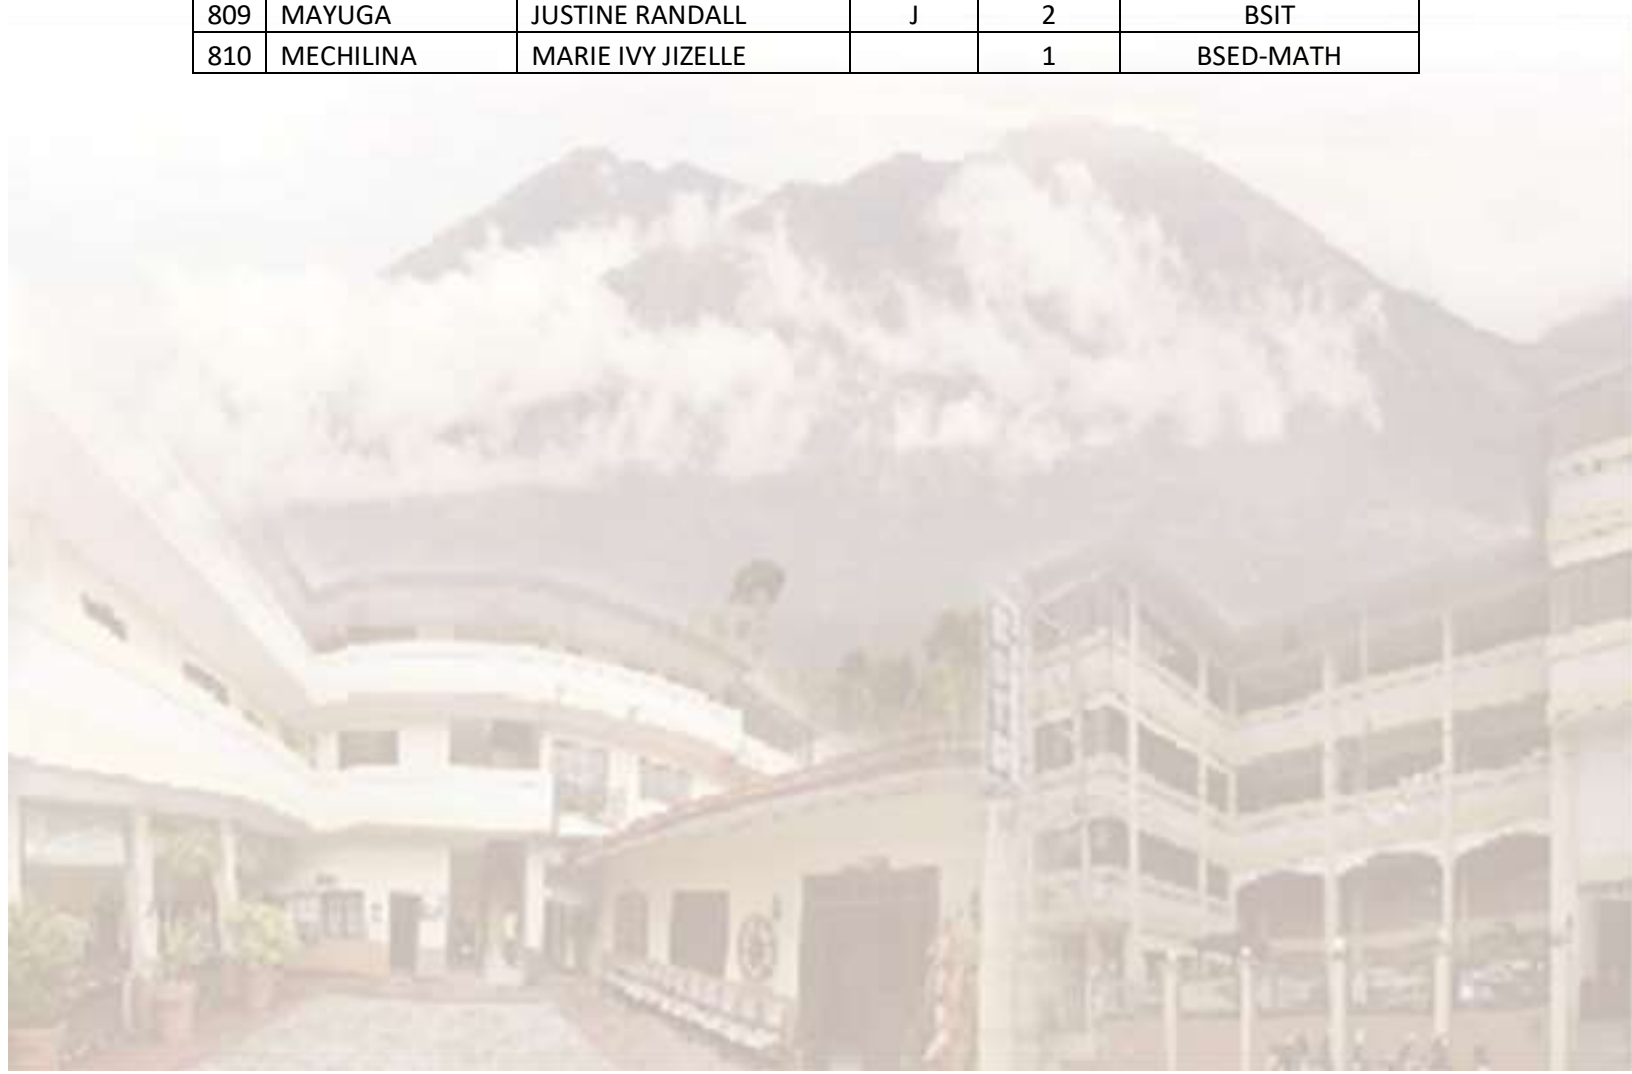 809 MAYUGA JUSTINE RANDALL J 2 BSIT
810 MECHILINA MARIE IVY JIZELLE 1 BSED-MATH